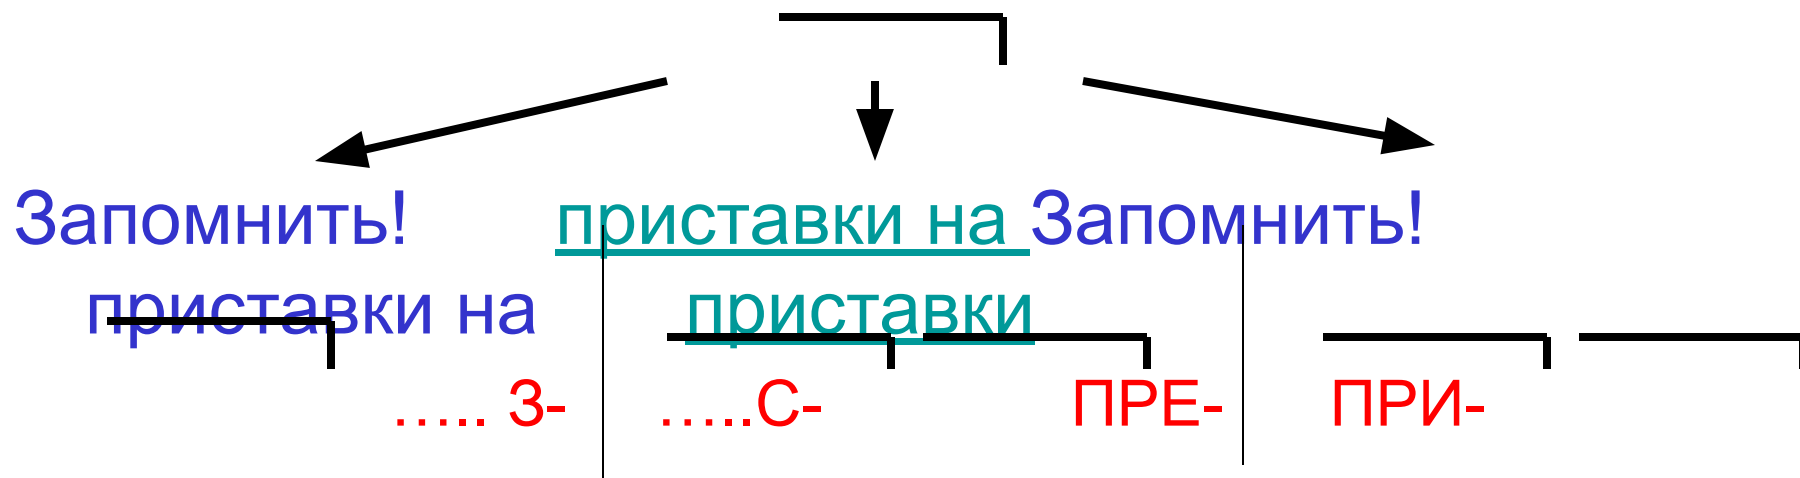 Запомнить! приставки на Запомнить!
приставки на приставки
….. З- …..С- ПРЕ- ПРИ-